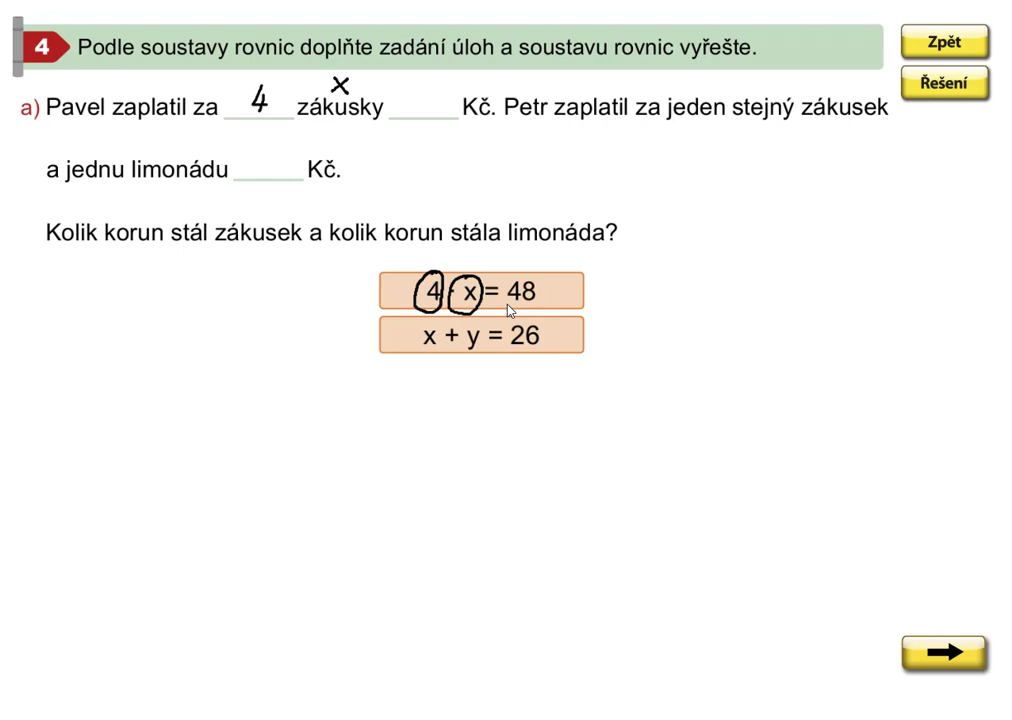 4 Podle soustavy rovnic doplňte zadání úloh a soustavu rovnic vyřešte.
Zpět
Řešení
x
a) Pavel zaplatil za 4 zákusky ______ Kč. Petr zaplatil za jeden stejný zákusek
a jednu limonádu ______ Kč.
Kolik korun stál zákusek a kolik korun stála limonáda?
4 · x = 48
x + y = 26